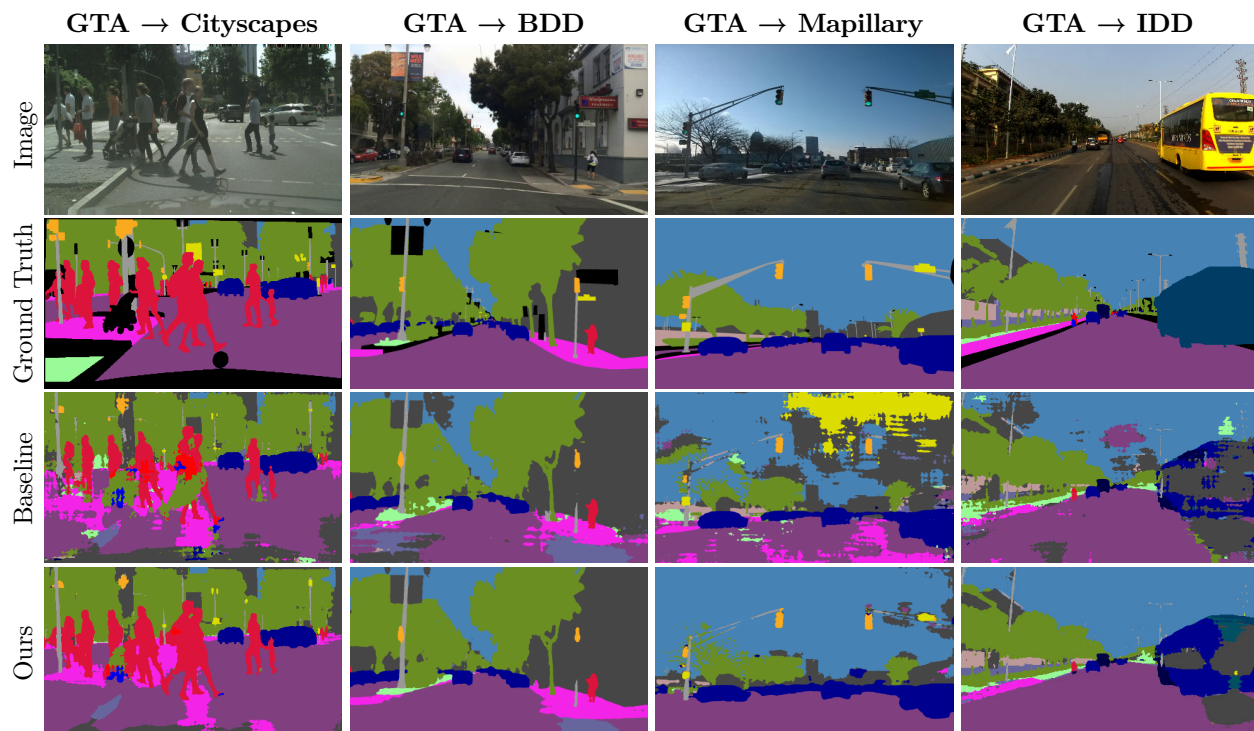 GTA → Cityscapes
GTA → BDD
GTA → Mapillary
GTA → IDD
Image
Ground Truth
Baseline
Ours